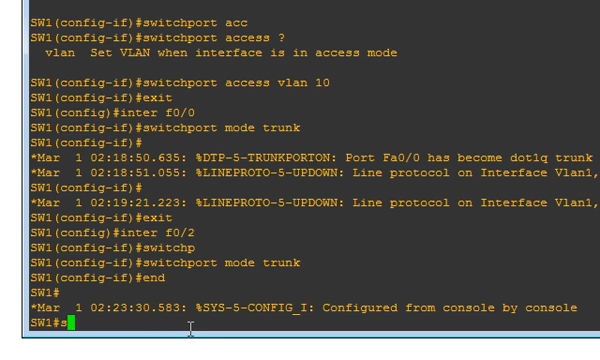 SW1(config-if)#switchport acc
SW1(config-if)#switchport access ?
vlan  Set VLAN when interface is in access mode
SW1(config-if)#switchport access vlan 10
SW1(config-if)#exit
SW1(config)#inter f0/0
SW1(config-if)#switchport mode trunk
SW1(config-if)#
*Mar  1 02:18:50.635: %DTP-5-TRUNKPORTON: Port Fa0/0 has become dot1q trunk
*Mar  1 02:18:51.055: %LINEPROTO-5-UPDOWN: Line protocol on Interface Vlan1,
SW1(config-if)#
*Mar  1 02:19:21.223: %LINEPROTO-5-UPDOWN: Line protocol on Interface Vlan1,
SW1(config-if)#exit
SW1(config)#inter f0/2
SW1(config-if)#switchp
SW1(config-if)#switchport mode trunk
SW1(config-if)#end
SW1#
*Mar  1 02:23:30.583: %SYS-5-CONFIG_I: Configured from console by console
SW1#s